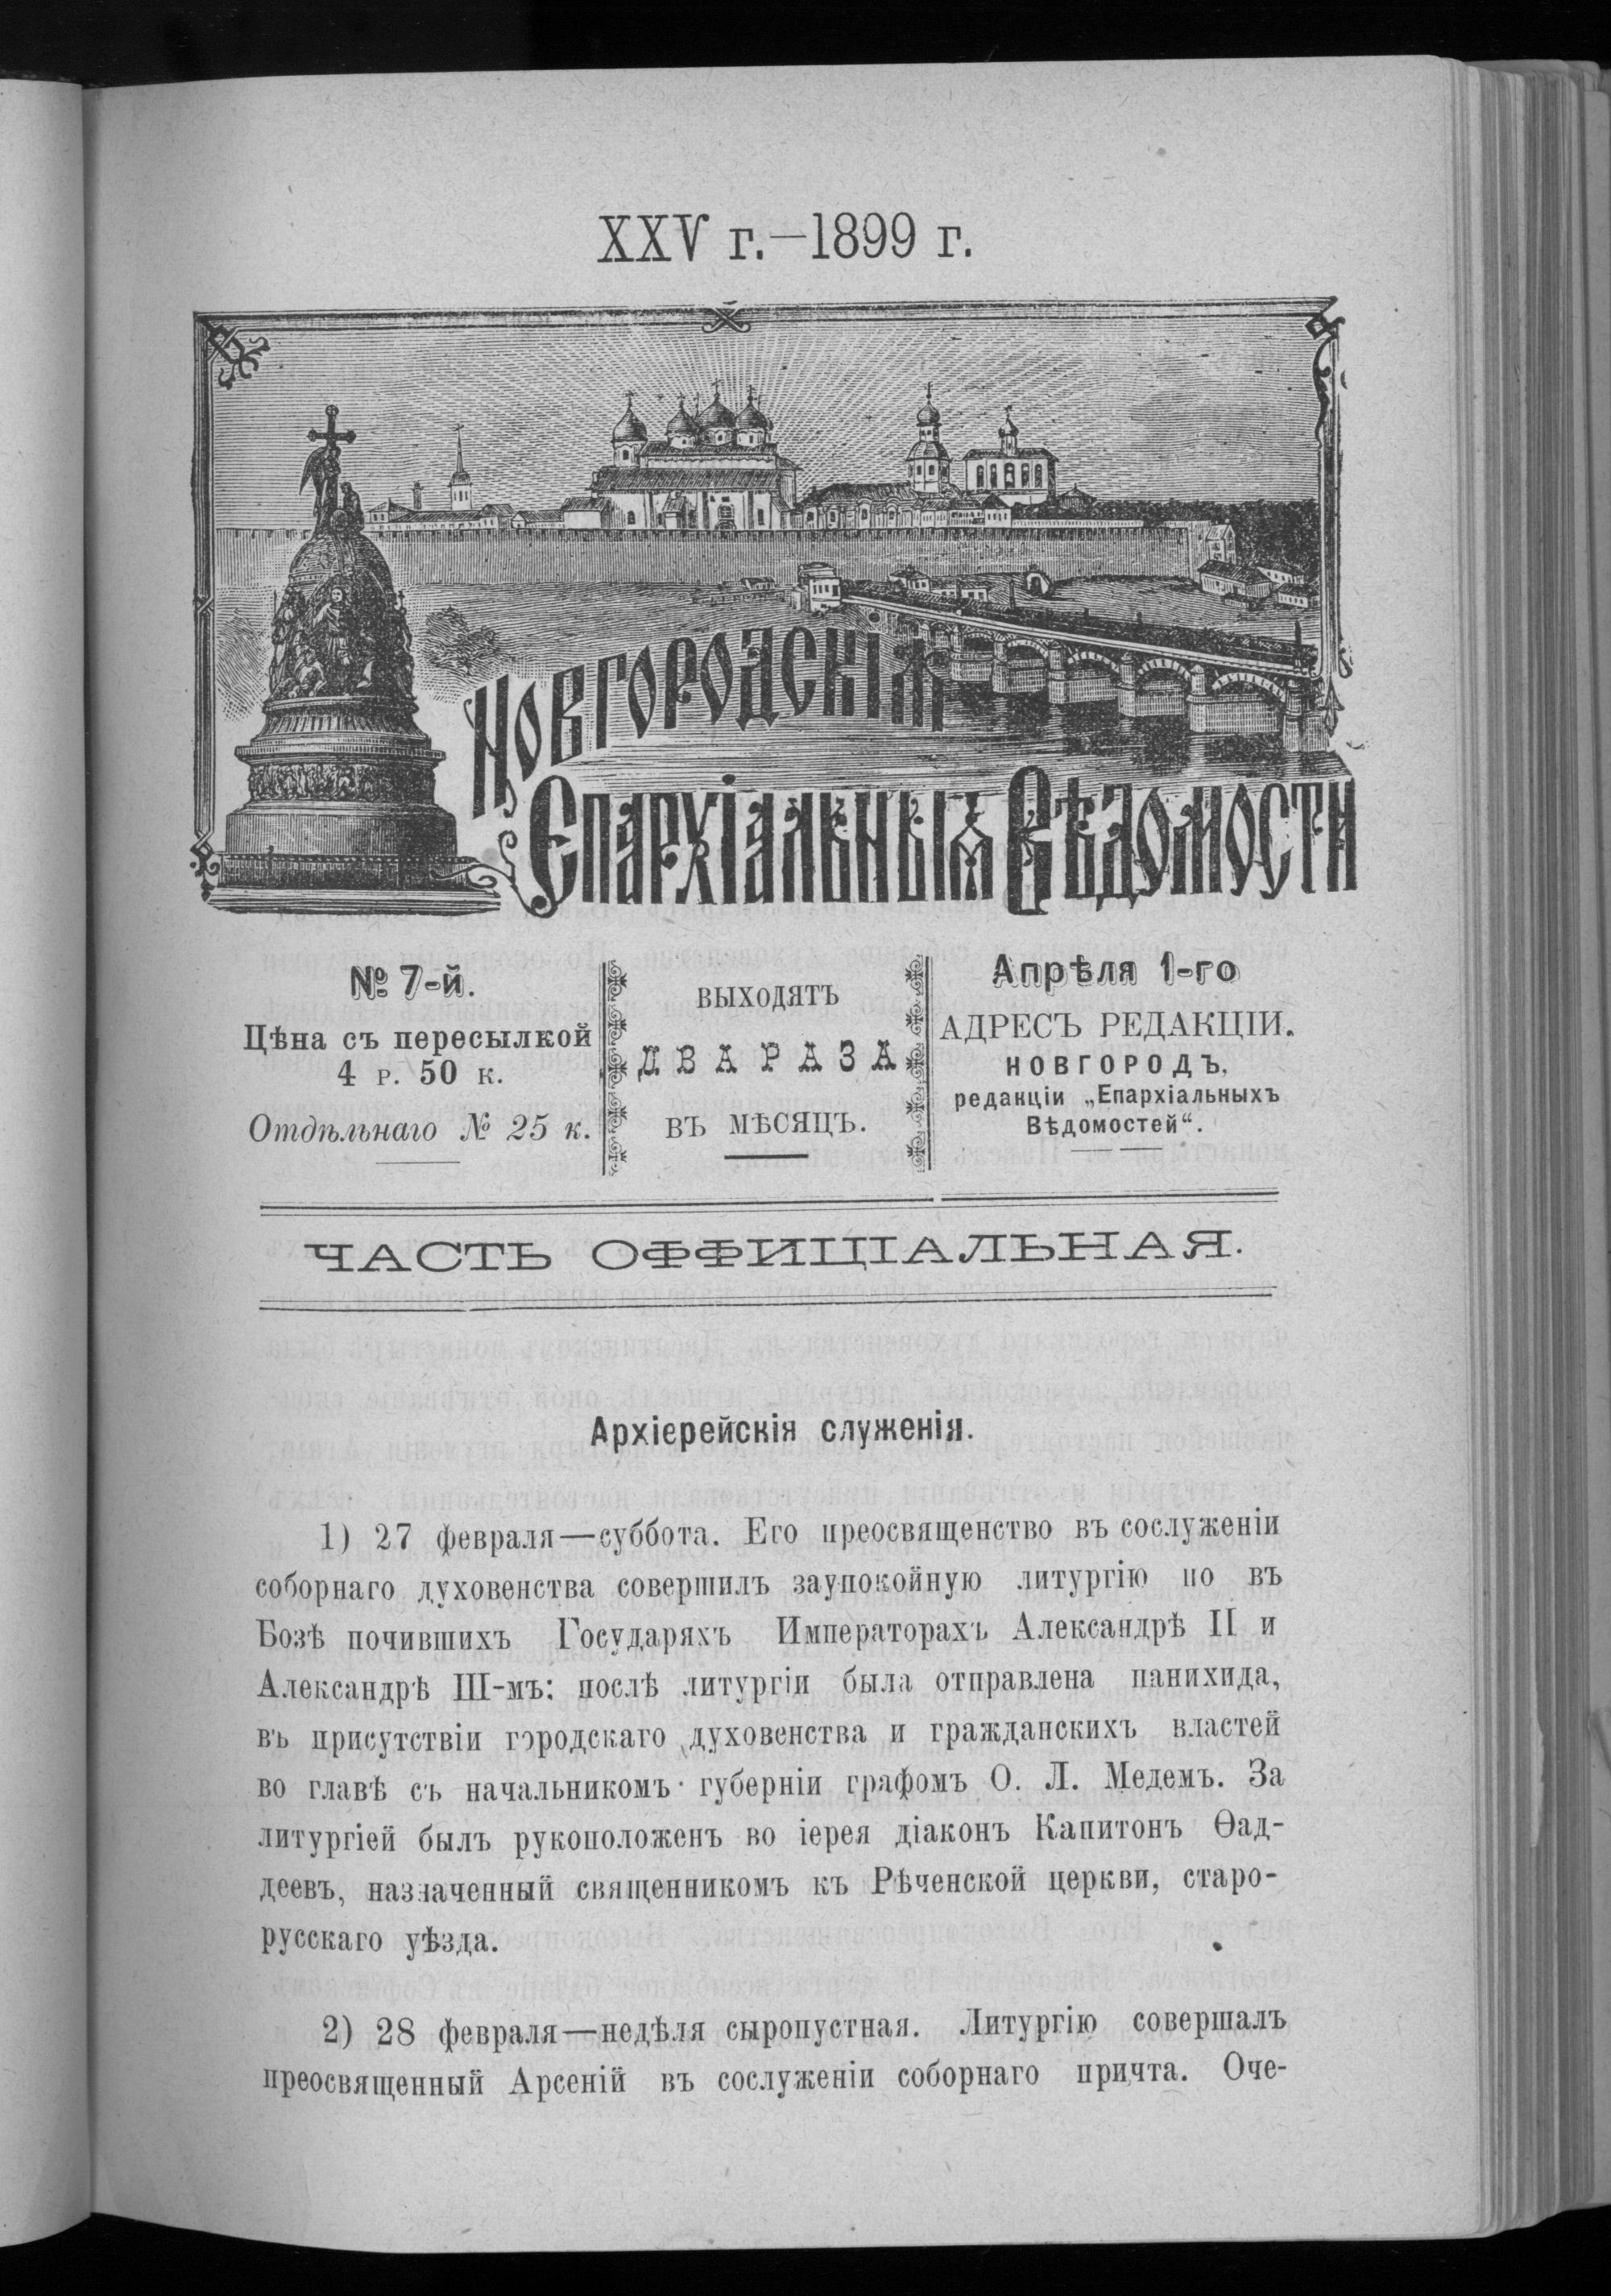 XXV г.—1899 г.
Новгородскія
Епархіальныя Вѣдомости
№ 7-й.
Цѣна съ пересылкой
4 р. 50 к.
Отдѣльнаго № 25 к.
ВЫХОДЯТЪ
ДВА РАЗА
ВЪ МѢСЯЦЪ.
Апрѣля 1-го
АДРЕСЪ РЕДАКЦІИ.
НОВГОРОДЪ,
редакціи „Епархіальныхъ
Вѣдомостей“.
ЧАСТЬ ОФФИЦІАЛЬНАЯ.
Архіерейскія служенія.
1) 27 февраля—суббота. Его преосвященство въ сослуженіи
соборнаго духовенства совершилъ заупокойную литургію по въ
Бозѣ почившихъ Государяхъ Императорахъ Александрѣ II и
Александрѣ III-мъ: послѣ литургіи была отправлена панихида,
въ присутствіи городскаго духовенства и гражданскихъ властей
во главѣ съ начальникомъ губерніи графомъ О. Л. Медемъ. За
литургіей былъ рукоположенъ во іерея діаконъ Капитонъ Ѳад-
деевъ, назначенный священникомъ къ Рѣченской церкви, старо-
русскаго уѣзда.
2) 28 февраля—недѣля сыропустная. Литургію совершалъ
преосвященный Арсеній въ сослуженіи соборнаго причта. Оче-